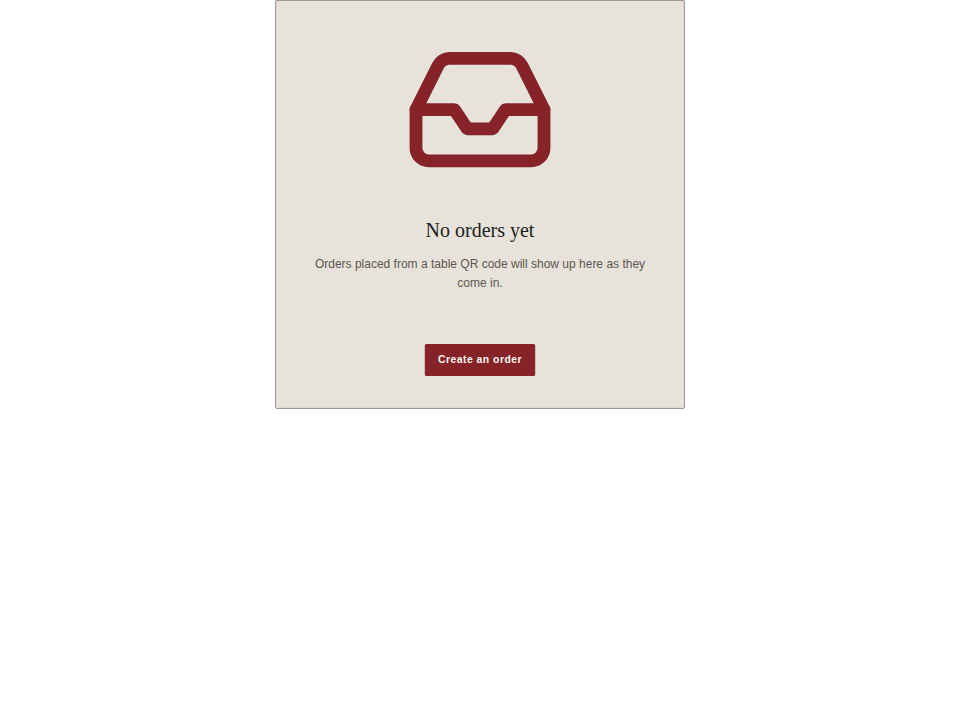 No orders yet
Orders placed from a table QR code will show up here as they
come in.
Create an order